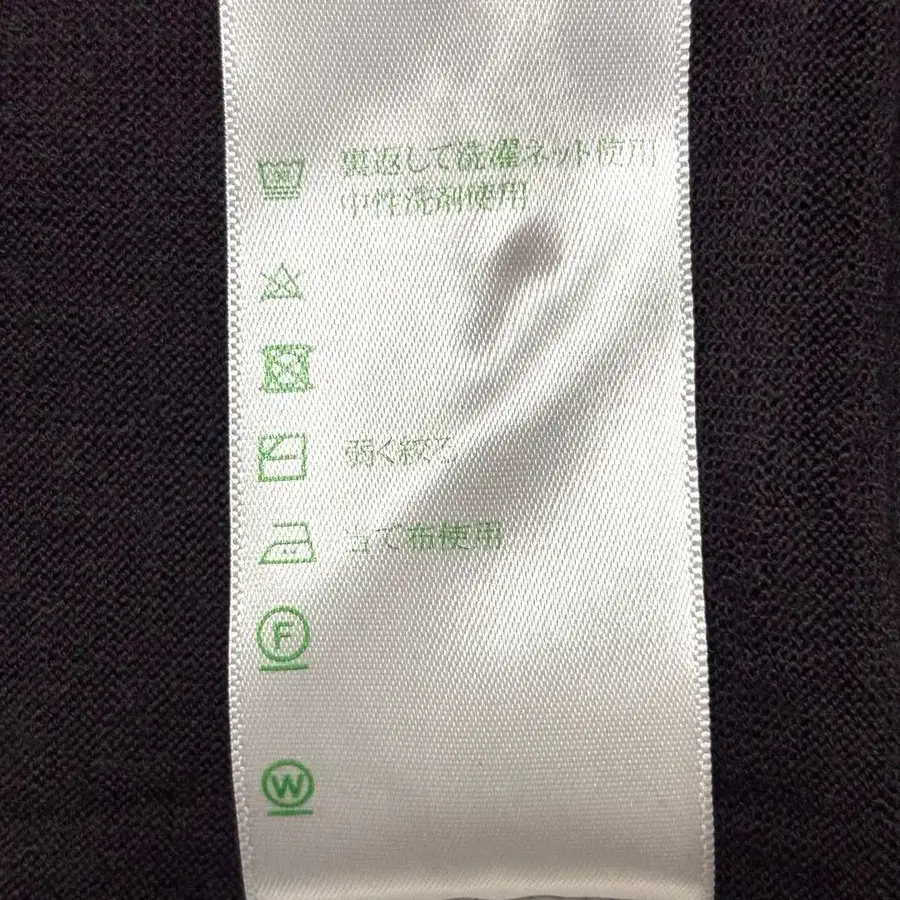 裏返して洗濯ネット使用
中性洗剤使用
弱く絞る
当て布使用
F
W